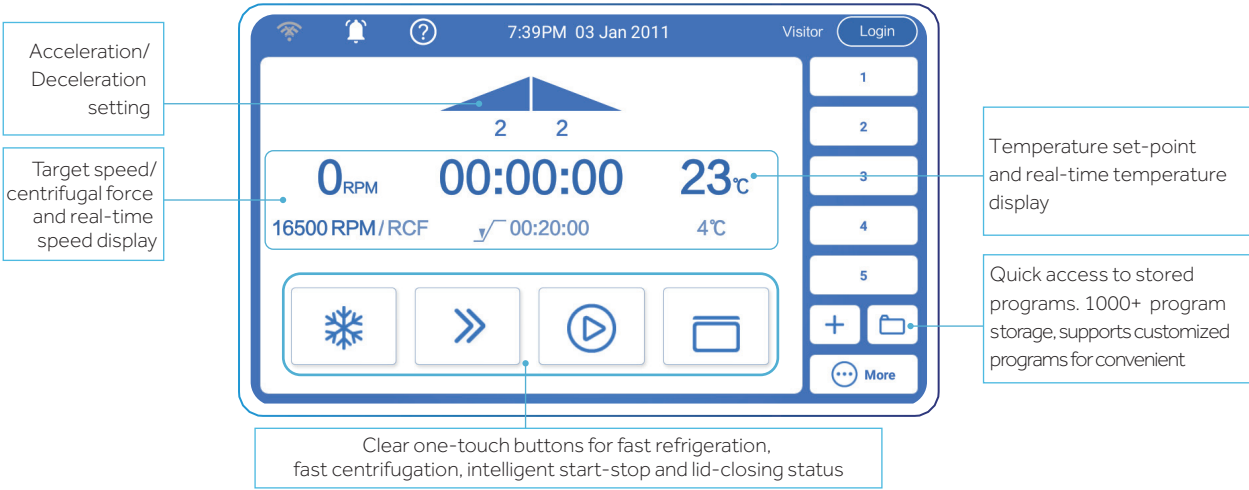 7:39PM 03 Jan 2011
Visitor
Login
Acceleration/
Deceleration
setting
2 2
Target speed/
centrifugal force
and real-time
speed display
0 RPM
00:00:00
23℃
16500 RPM / RCF
00:20:00
4℃
1
2
3
4
5
More
Temperature set-point
and real-time temperature
display
Quick access to stored
programs. 1000+ program
storage, supports customized
programs for convenient
Clear one-touch buttons for fast refrigeration,
fast centrifugation, intelligent start-stop and lid-closing status